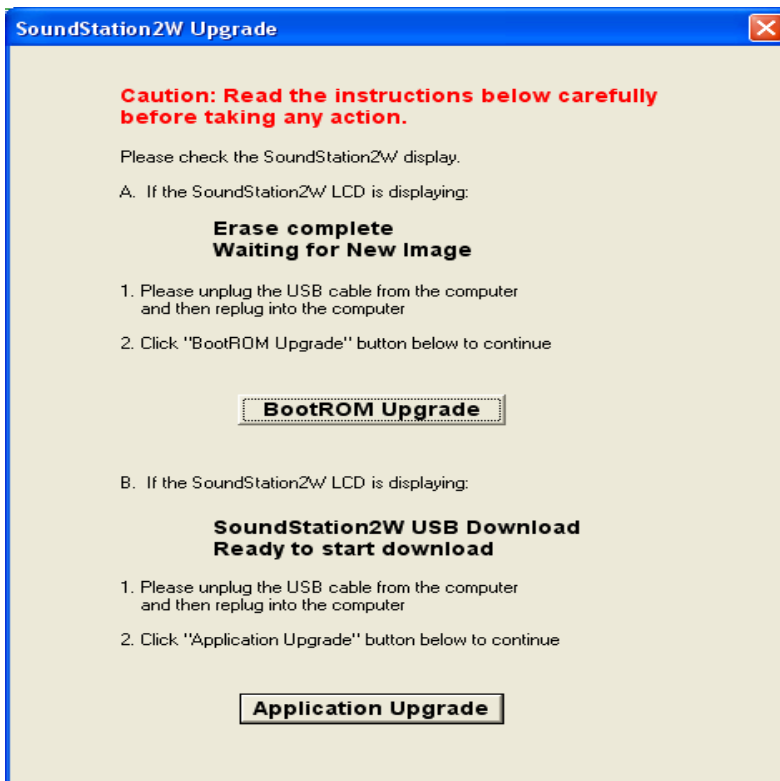 SoundStation2W Upgrade
Caution: Read the instructions below carefully
before taking any action.
Please check the SoundStation2W display.
A. If the SoundStation2W LCD is displaying:
Erase complete
Waiting for New Image
1. Please unplug the USB cable from the computer
and then replug into the computer
2. Click "BootROM Upgrade" button below to continue
BootROM Upgrade
B. If the SoundStation2W LCD is displaying:
SoundStation2W USB Download
Ready to start download
1. Please unplug the USB cable from the computer
and then replug into the computer
2. Click "Application Upgrade" button below to continue
Application Upgrade